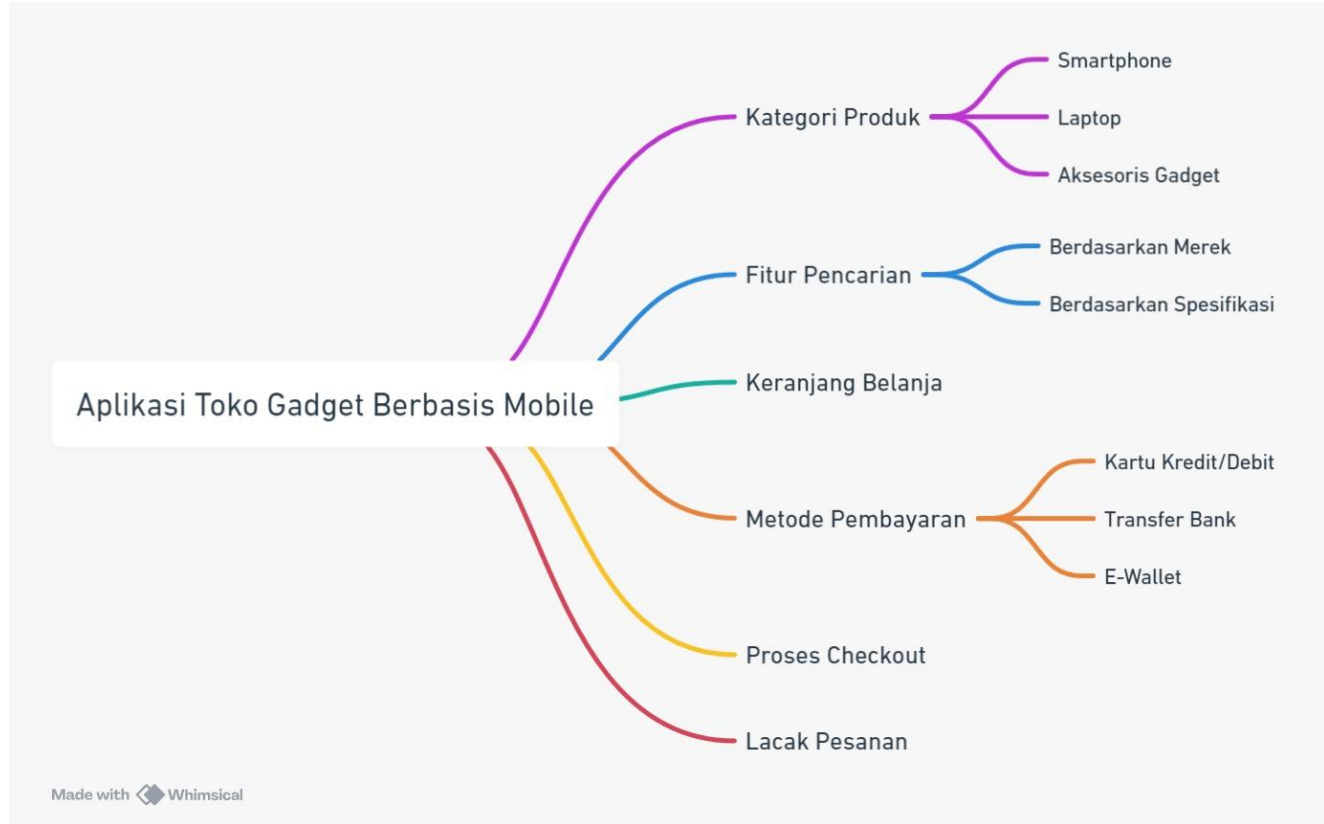 Aplikasi Toko Gadget Berbasis Mobile
Kategori Produk
Smartphone
Laptop
Aksesoris Gadget
Fitur Pencarian
Berdasarkan Merek
Berdasarkan Spesifikasi
Keranjang Belanja
Metode Pembayaran
Kartu Kredit/Debit
Transfer Bank
E-Wallet
Proses Checkout
Lacak Pesanan
Made with Whimsical